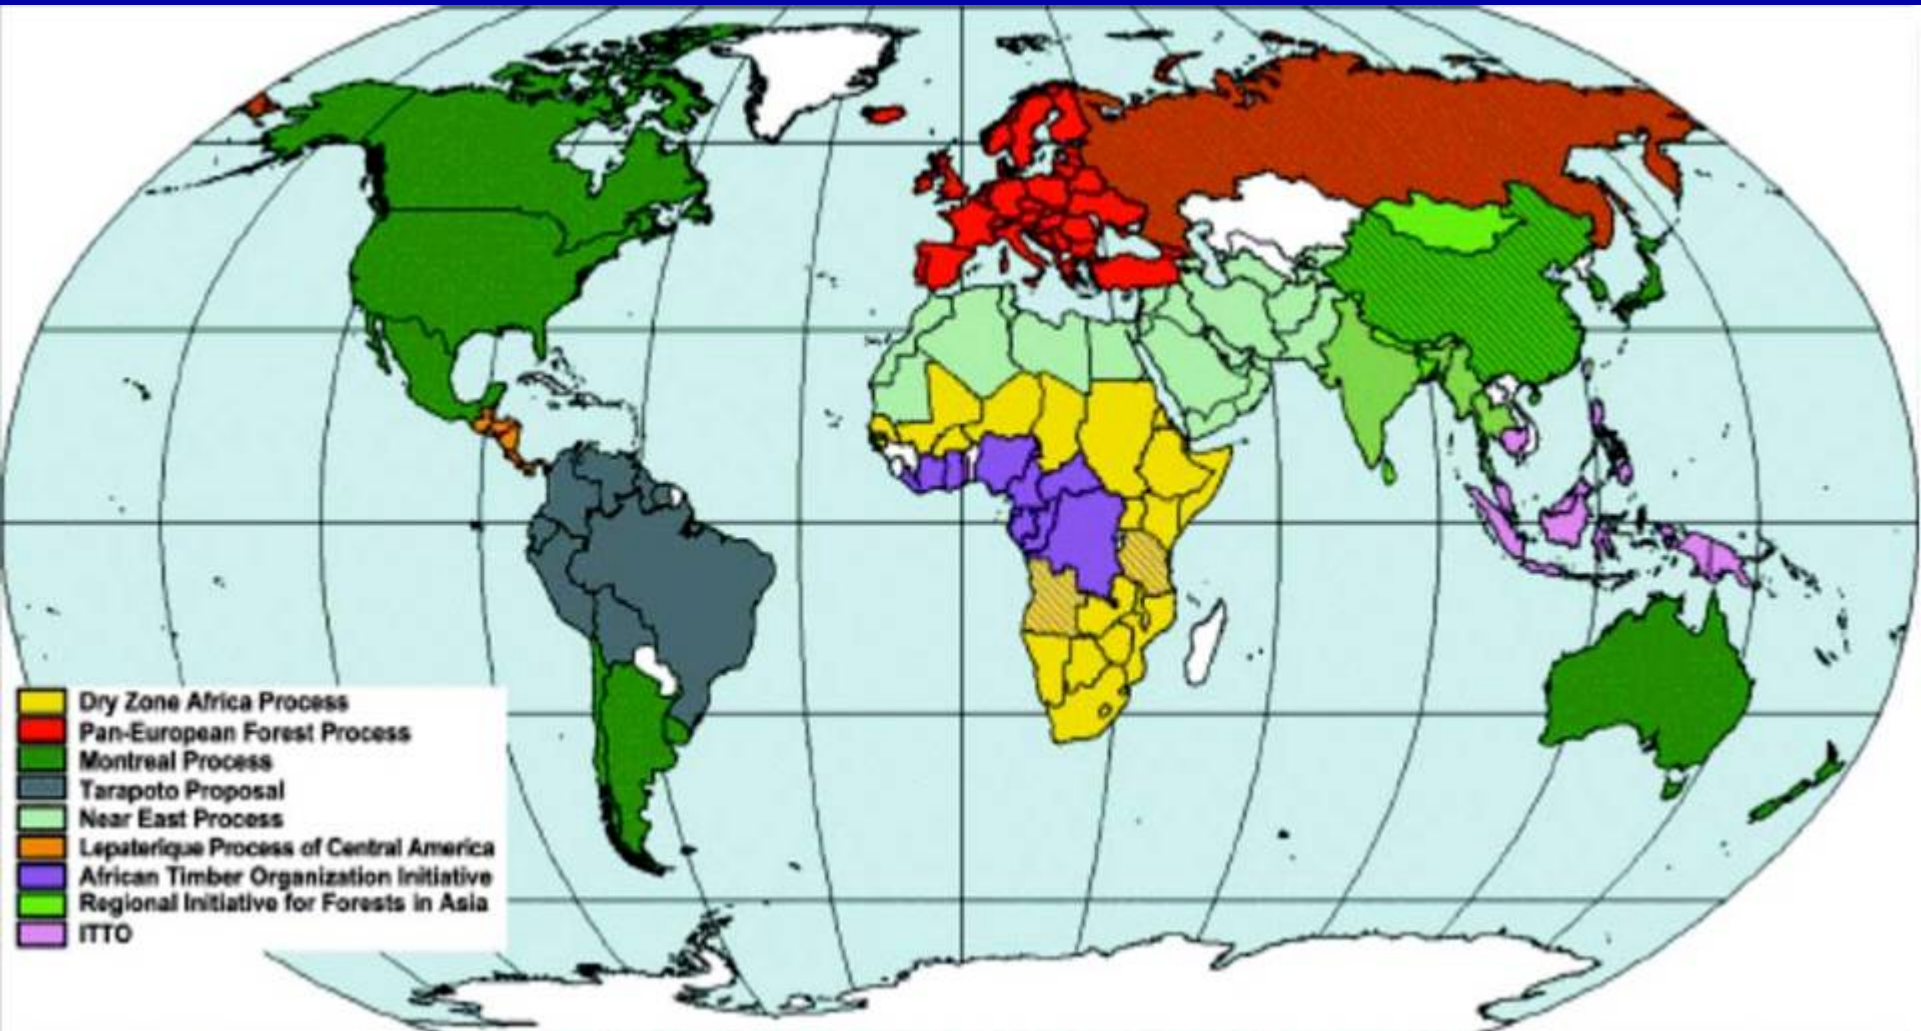 Dry Zone Africa Process
Pan-European Forest Process
Montreal Process
Tarapoto Proposal
Near East Process
Lepaterique Process of Central America
African Timber Organization Initiative
Regional Initiative for Forests in Asia
ITTO